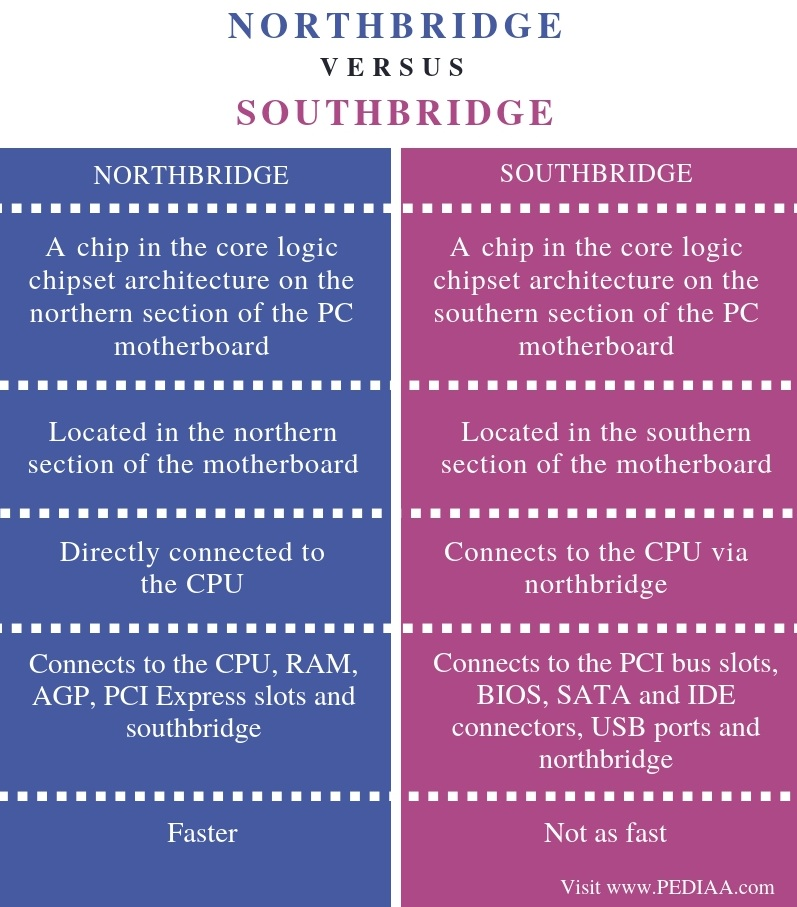 NORTHBRIDGE
VERSUS
SOUTHBRIDGE
NORTHBRIDGE
A chip in the core logic
chipset architecture on the
northern section of the PC
motherboard
Located in the northern
section of the motherboard
Directly connected to
the CPU
Connects to the CPU, RAM,
AGP, PCI Express slots and
southbridge
Faster
SOUTHBRIDGE
A chip in the core logic
chipset architecture on the
southern section of the PC
motherboard
Located in the southern
section of the motherboard
Connects to the CPU via
northbridge
Connects to the PCI bus slots,
BIOS, SATA and IDE
connectors, USB ports and
northbridge
Not as fast
Visit www.PEDIAA.com